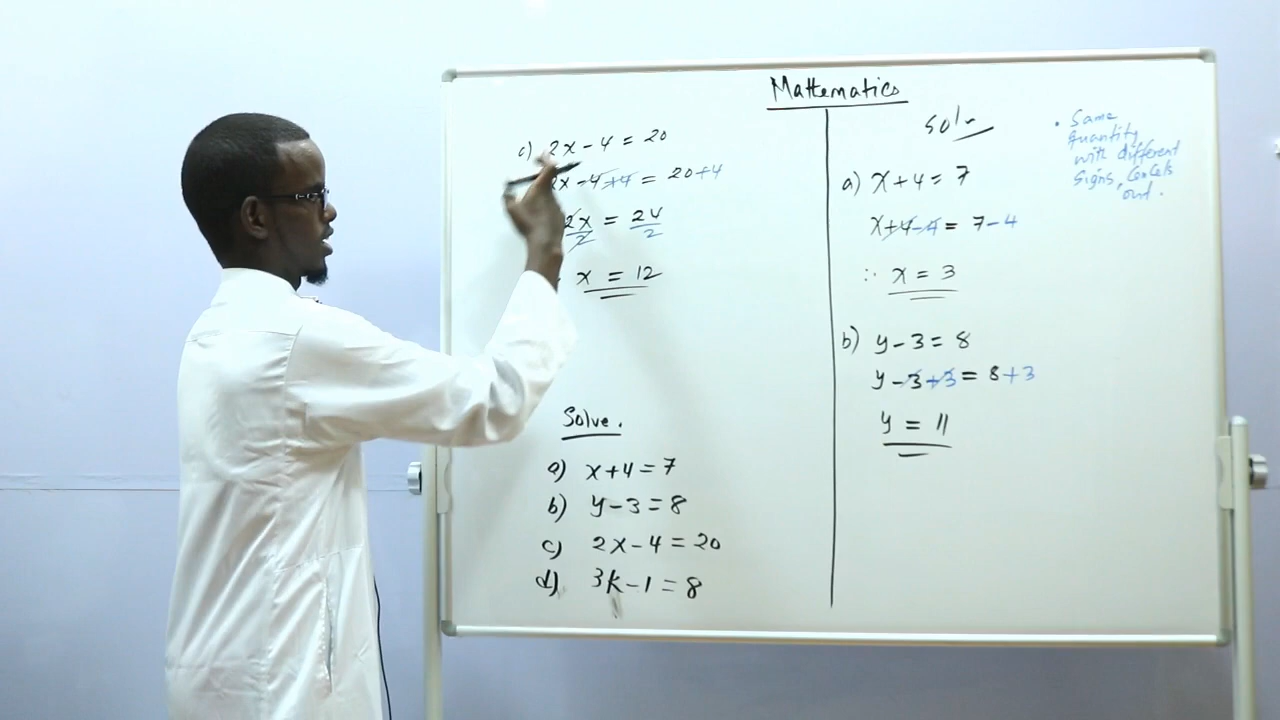 Mathematics
c) 2x - 4 = 20
2x - 4 + 4 = 20 + 4
2x/2 = 24/2
x = 12
Solve.
a) x + 4 = 7
b) y - 3 = 8
c) 2x - 4 = 20
d) 3k - 1 = 8
Soln
a) x + 4 = 7
x + 4 - 4 = 7 - 4
∴ x = 3
b) y - 3 = 8
y - 3 + 3 = 8 + 3
y = 11
• Same
quantity
with different
signs, Cancels
out.